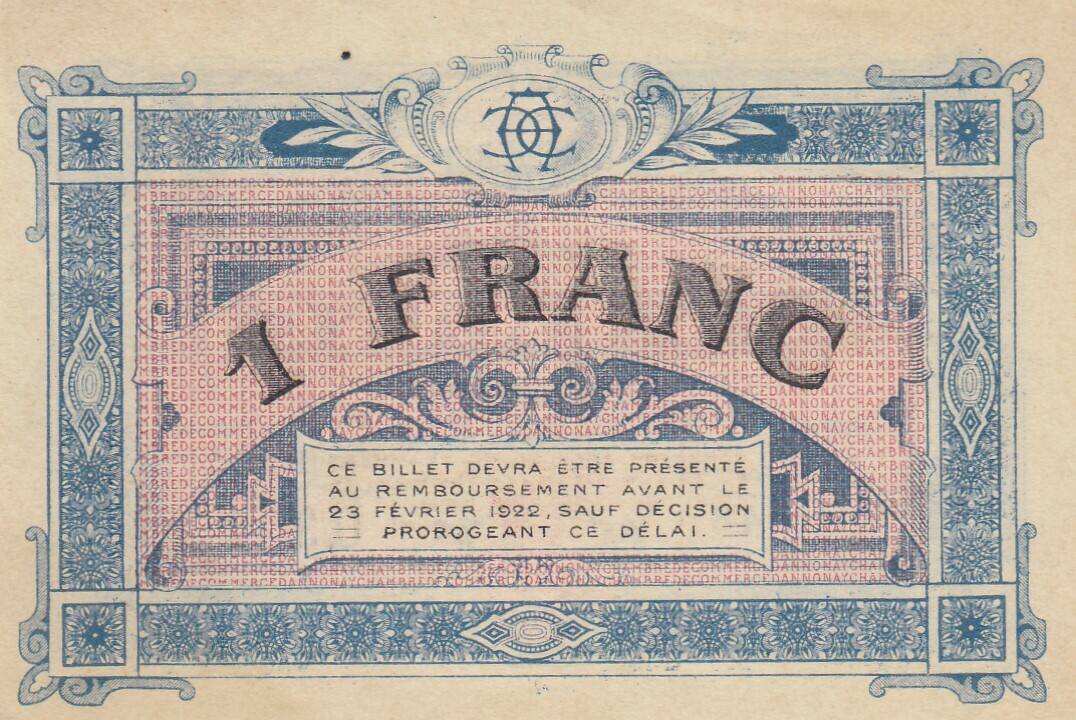 1 FRANC
CE BILLET DEVRA ÊTRE PRÉSENTÉ
AU REMBOURSEMENT AVANT LE
23 FÉVRIER 1922, SAUF DÉCISION
PROROGEANT CE DÉLAI.
CHAMBREDECOMMERCEDANNONAYCHAMBRED